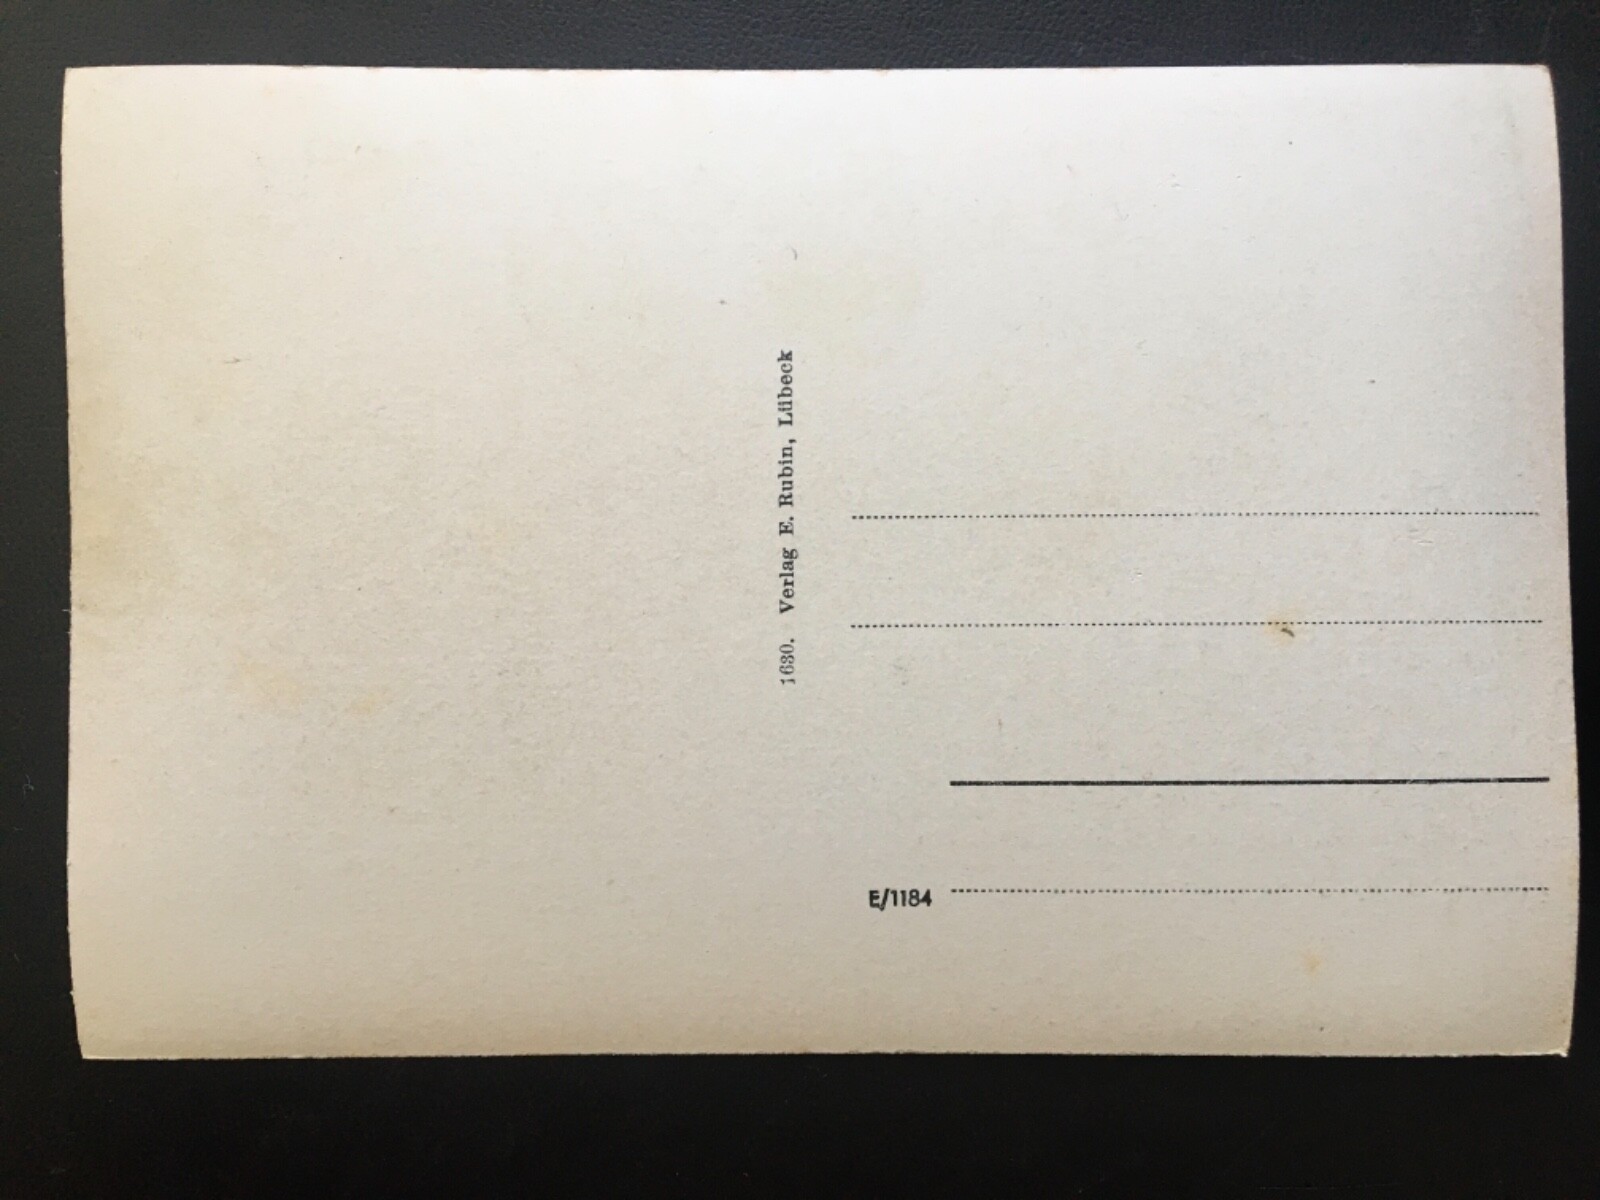 1630. Verlag E. Rubin, Lübeck
E/1184